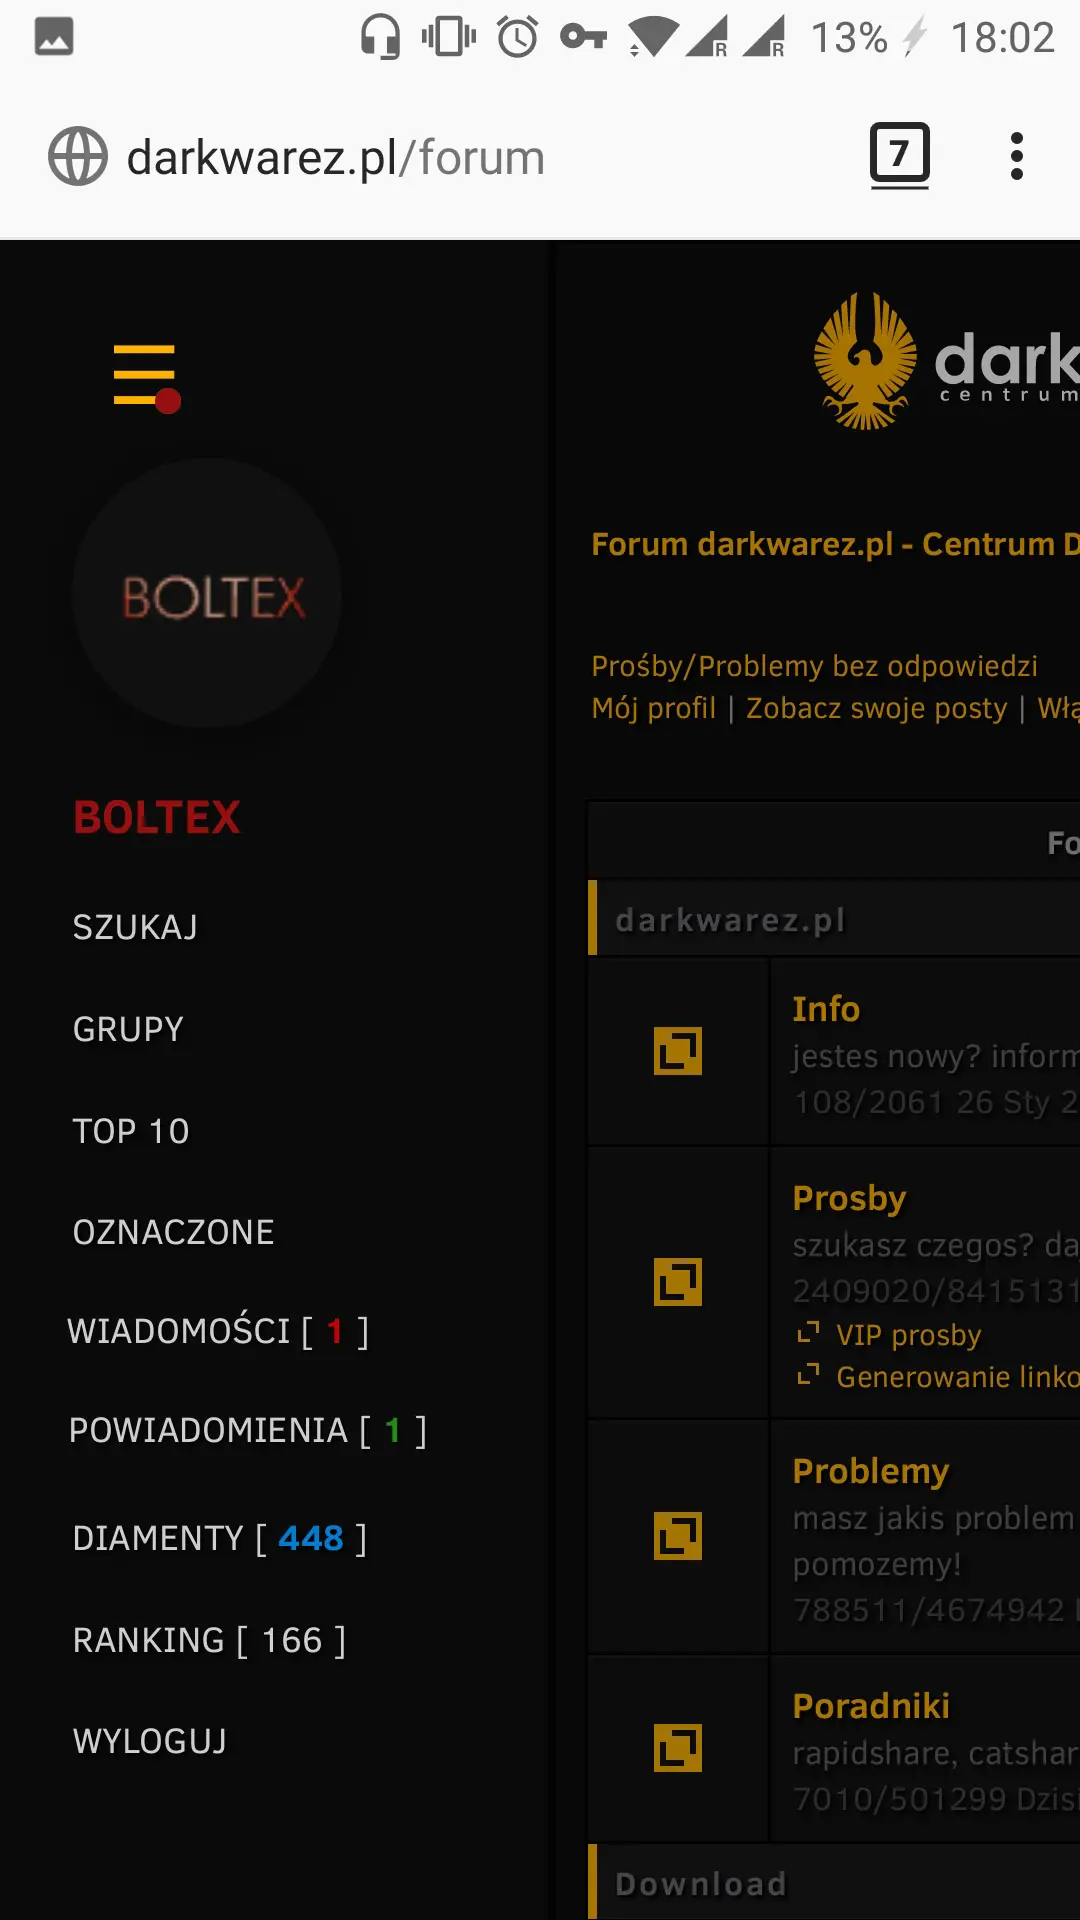 13% 18:02
darkwarez.pl/forum
7
BOLTEX
BOLTEX
SZUKAJ
GRUPY
TOP 10
OZNACZONE
WIADOMOŚCI [ 1 ]
POWIADOMIENIA [ 1 ]
DIAMENTY [ 448 ]
RANKING [ 166 ]
WYLOGUJ
dark
centrum
Forum darkwarez.pl - Centrum D
Prośby/Problemy bez odpowiedzi
Mój profil | Zobacz swoje posty | Włą
Fo
darkwarez.pl
Info
jestes nowy? inform
108/2061 26 Sty 2
Prosby
szukasz czegos? da
2409020/8415131
VIP prosby
Generowanie linko
Problemy
masz jakis problem
pomozemy!
788511/4674942
Poradniki
rapidshare, catshar
7010/501299 Dzisi
Download